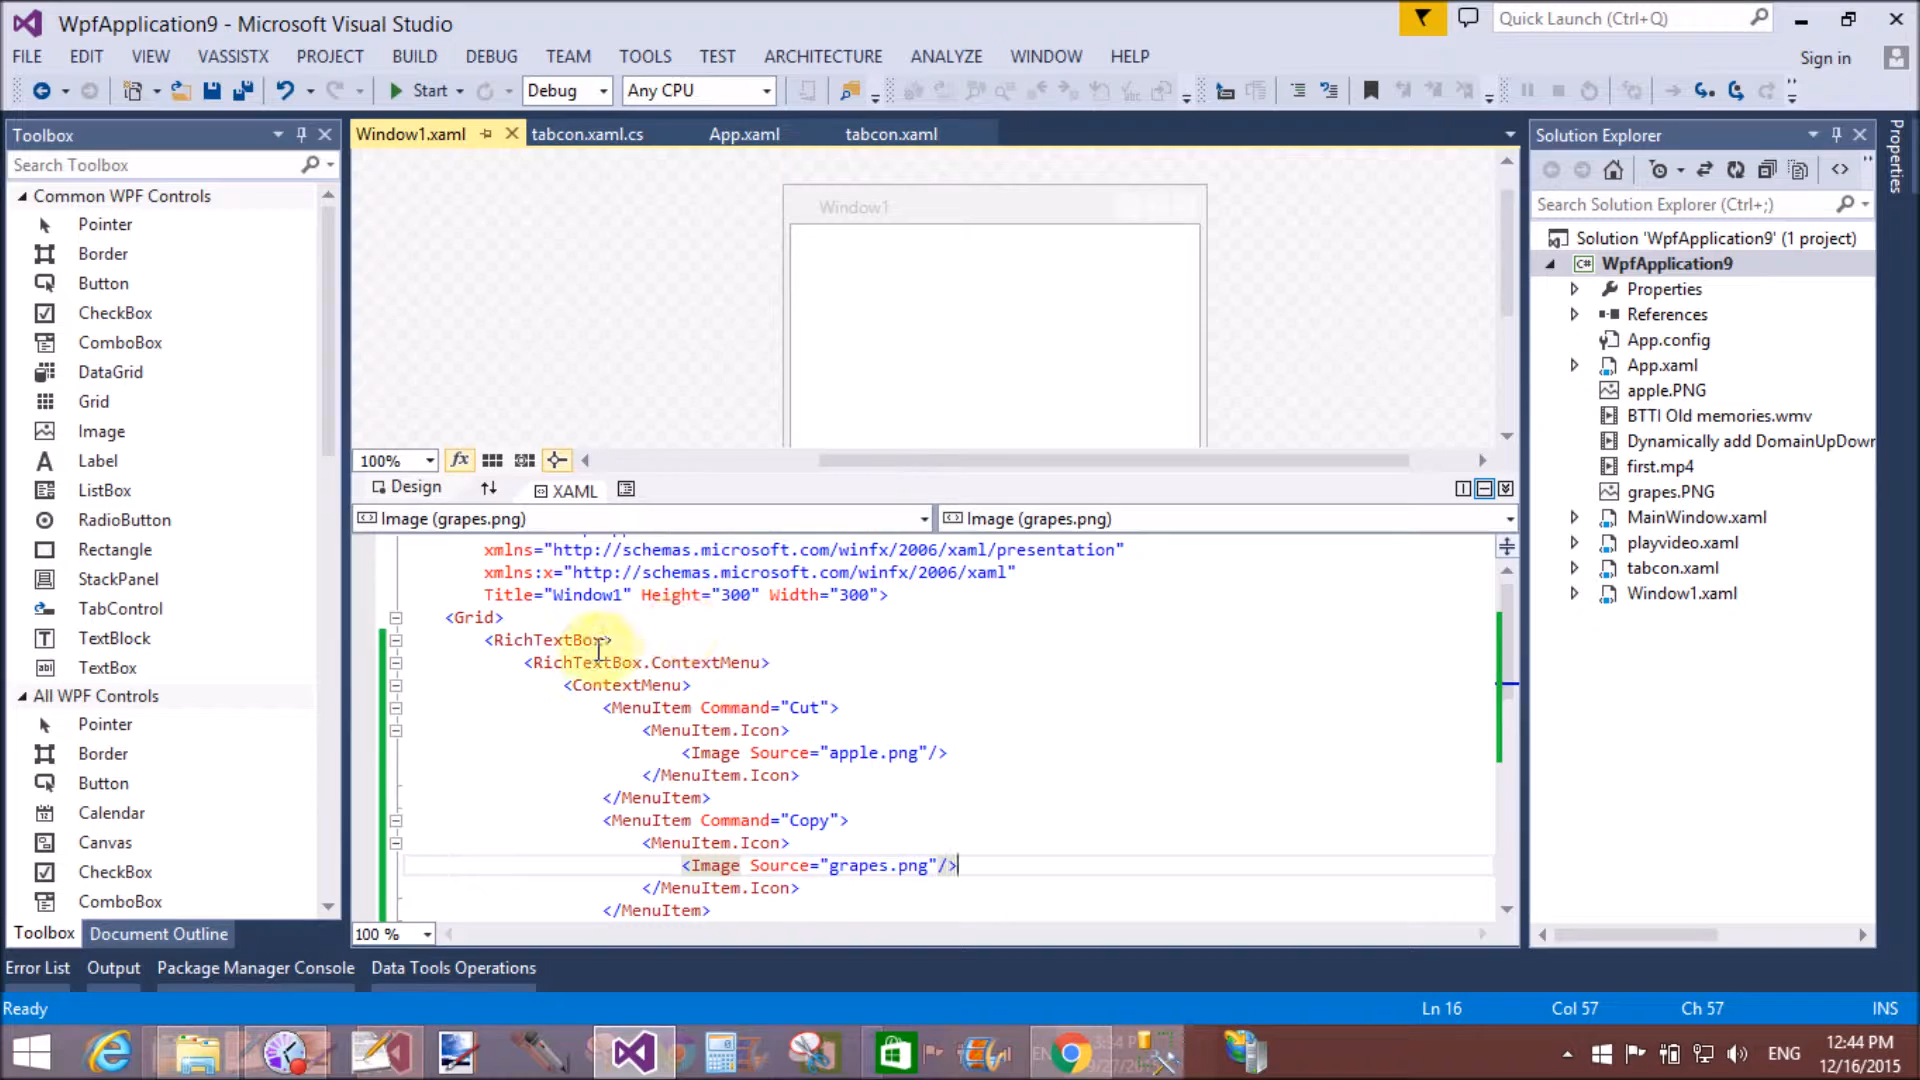 WpfApplication9 - Microsoft Visual Studio
Quick Launch (Ctrl+Q)
FILE EDIT VIEW VASSISTX PROJECT BUILD DEBUG TEAM TOOLS TEST ARCHITECTURE ANALYZE WINDOW HELP
Sign in
Start Debug Any CPU
Toolbox
Search Toolbox
Common WPF Controls
Pointer
Border
Button
CheckBox
ComboBox
DataGrid
Grid
Image
Label
ListBox
RadioButton
Rectangle
StackPanel
TabControl
TextBlock
TextBox
All WPF Controls
Pointer
Border
Button
Calendar
Canvas
CheckBox
ComboBox
Toolbox Document Outline
Window1.xaml tabcon.xaml.cs App.xaml tabcon.xaml
Window1
100%
Design XAML
Image (grapes.png) Image (grapes.png)
xmlns="http://schemas.microsoft.com/winfx/2006/xaml/presentation"
xmlns:x="http://schemas.microsoft.com/winfx/2006/xaml"
Title="Window1" Height="300" Width="300">
<Grid>
<RichTextBox>
<RichTextBox.ContextMenu>
<ContextMenu>
<MenuItem Command="Cut">
<MenuItem.Icon>
<Image Source="apple.png"/>
</MenuItem.Icon>
</MenuItem>
<MenuItem Command="Copy">
<MenuItem.Icon>
<Image Source="grapes.png"/>
</MenuItem.Icon>
</MenuItem>
100 %
Solution Explorer
Search Solution Explorer (Ctrl+;)
Solution 'WpfApplication9' (1 project)
WpfApplication9
Properties
References
App.config
App.xaml
apple.PNG
BTTI Old memories.wmv
Dynamically add DomainUpDown
first.mp4
grapes.PNG
MainWindow.xaml
playvideo.xaml
tabcon.xaml
Window1.xaml
Properties
Error List Output Package Manager Console Data Tools Operations
Ready Ln 16 Col 57 Ch 57 INS
ENG
12:44 PM
12/16/2015